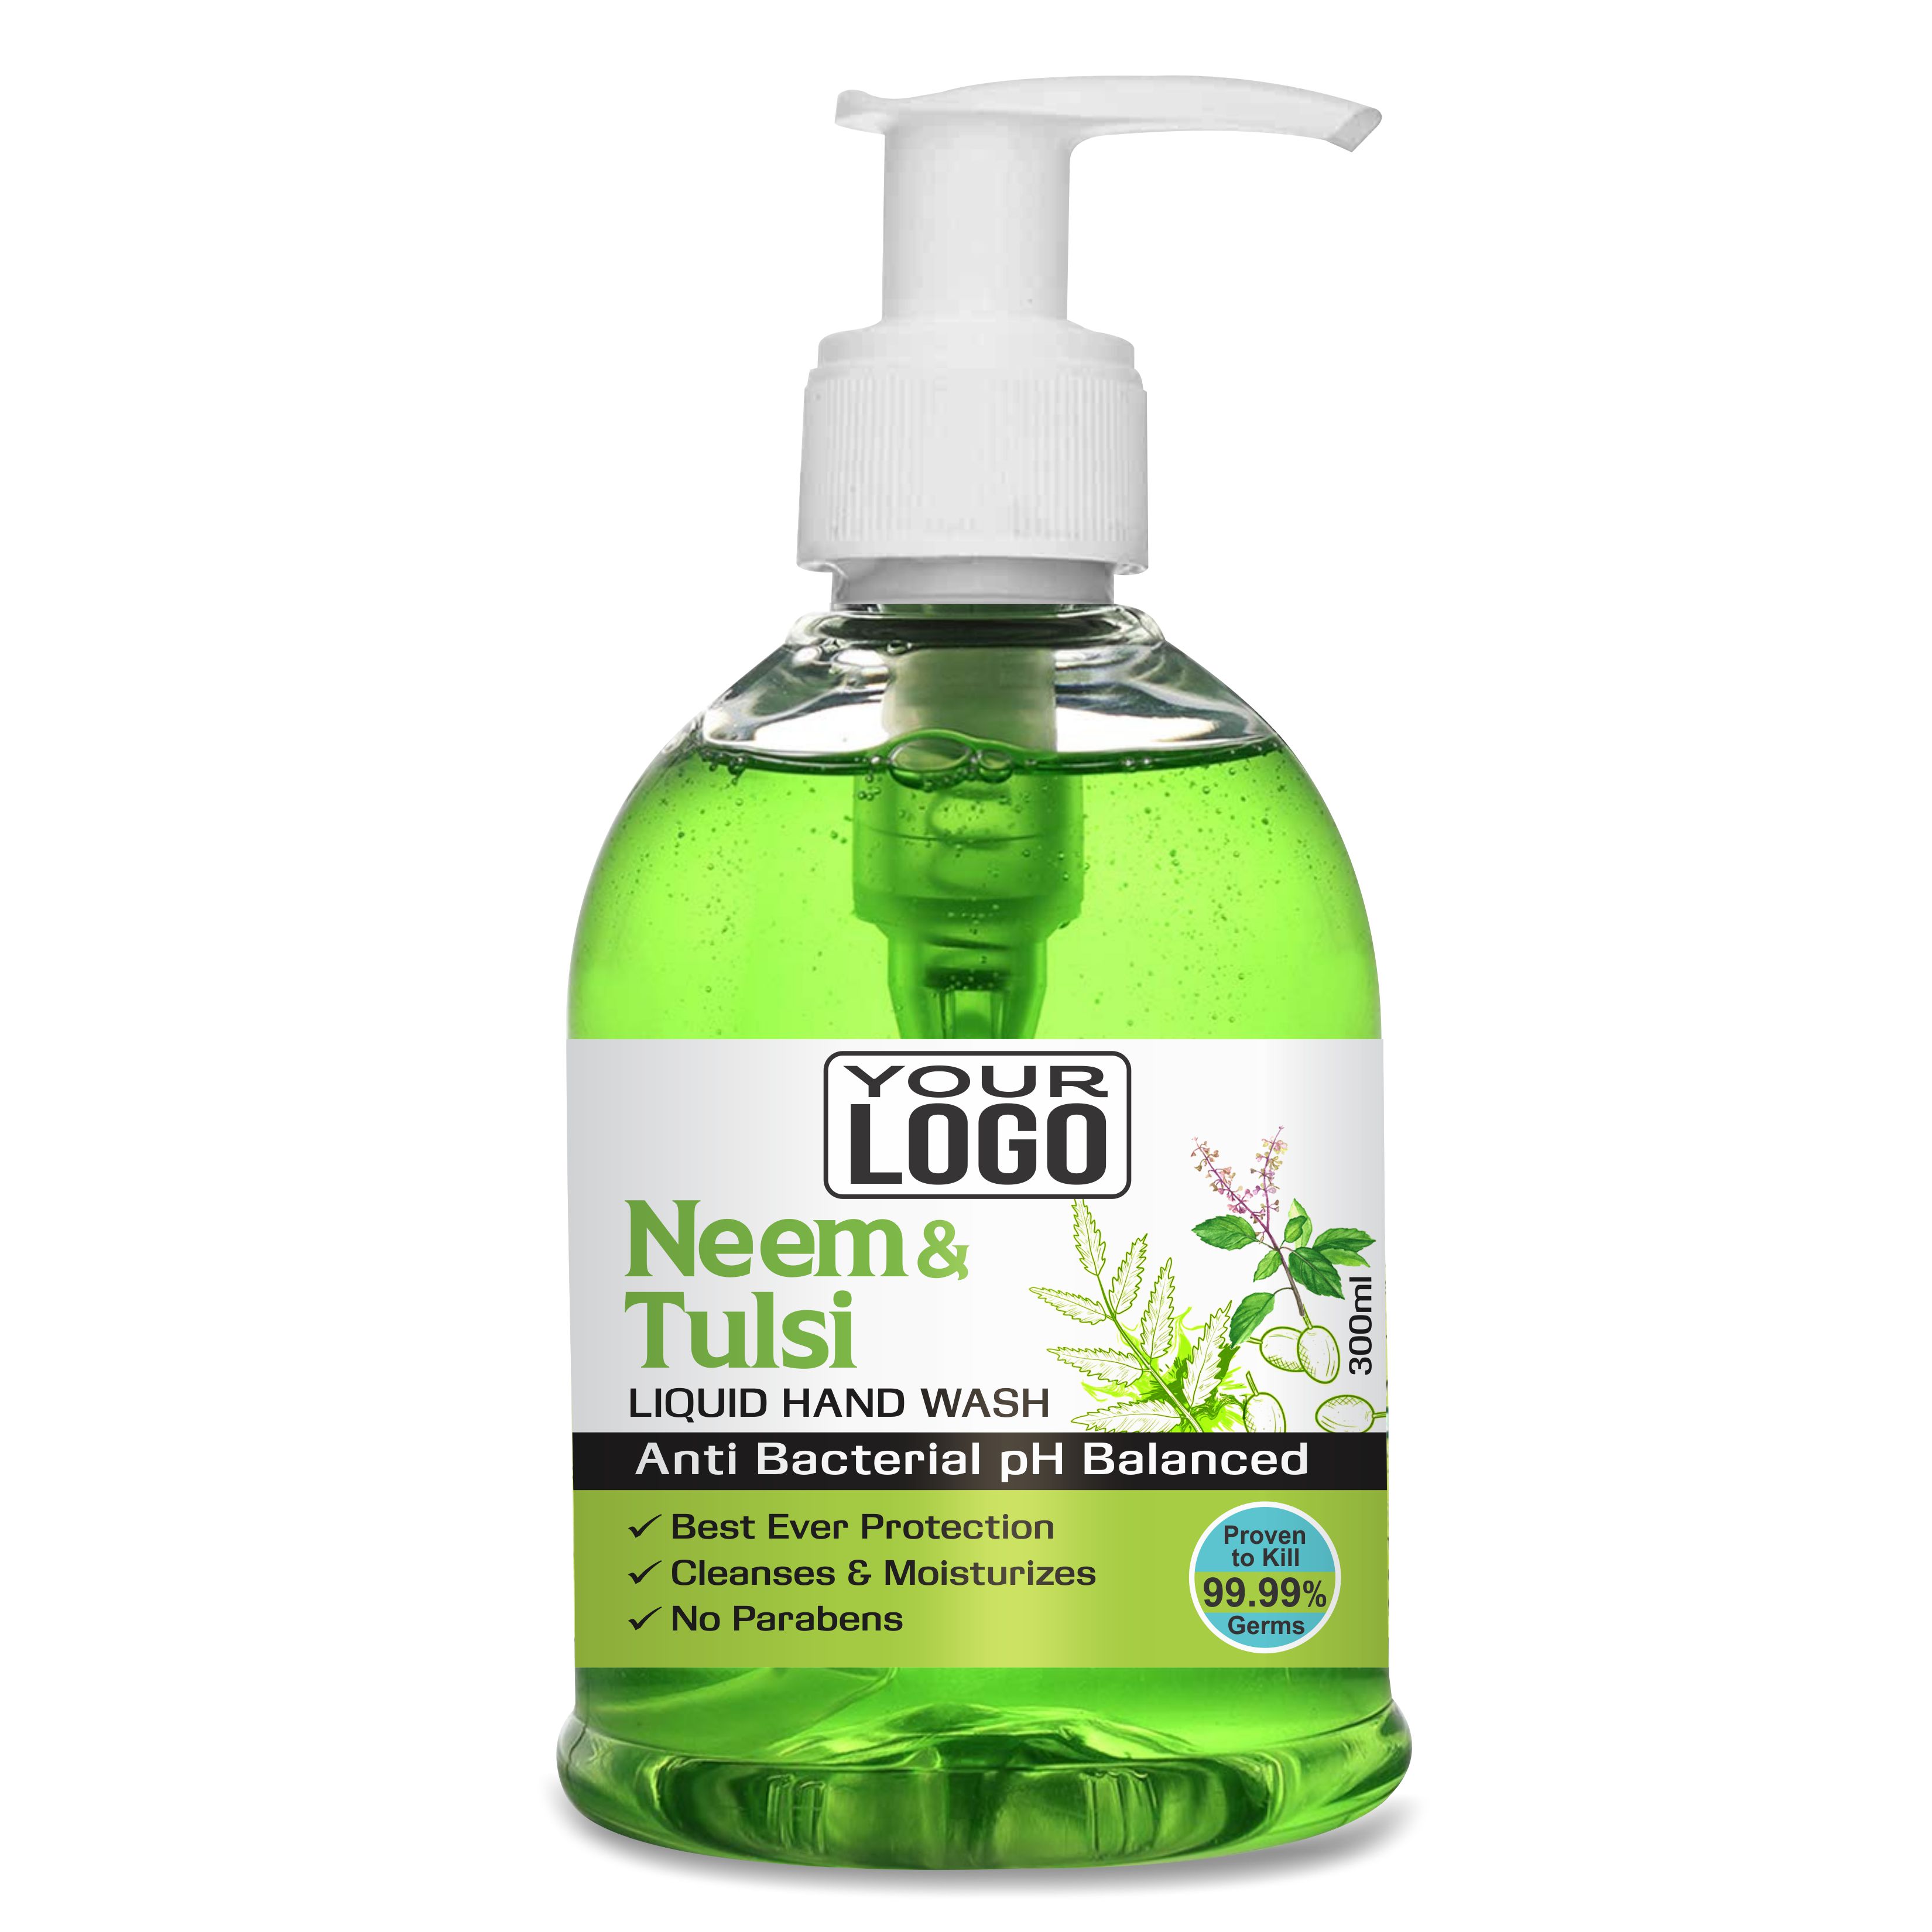 YOUR
LOGO
Neem &
Tulsi
300ml
LIQUID HAND WASH
Anti Bacterial pH Balanced
✓ Best Ever Protection
✓ Cleanses & Moisturizes
✓ No Parabens
Proven
to Kill
99.99%
Germs